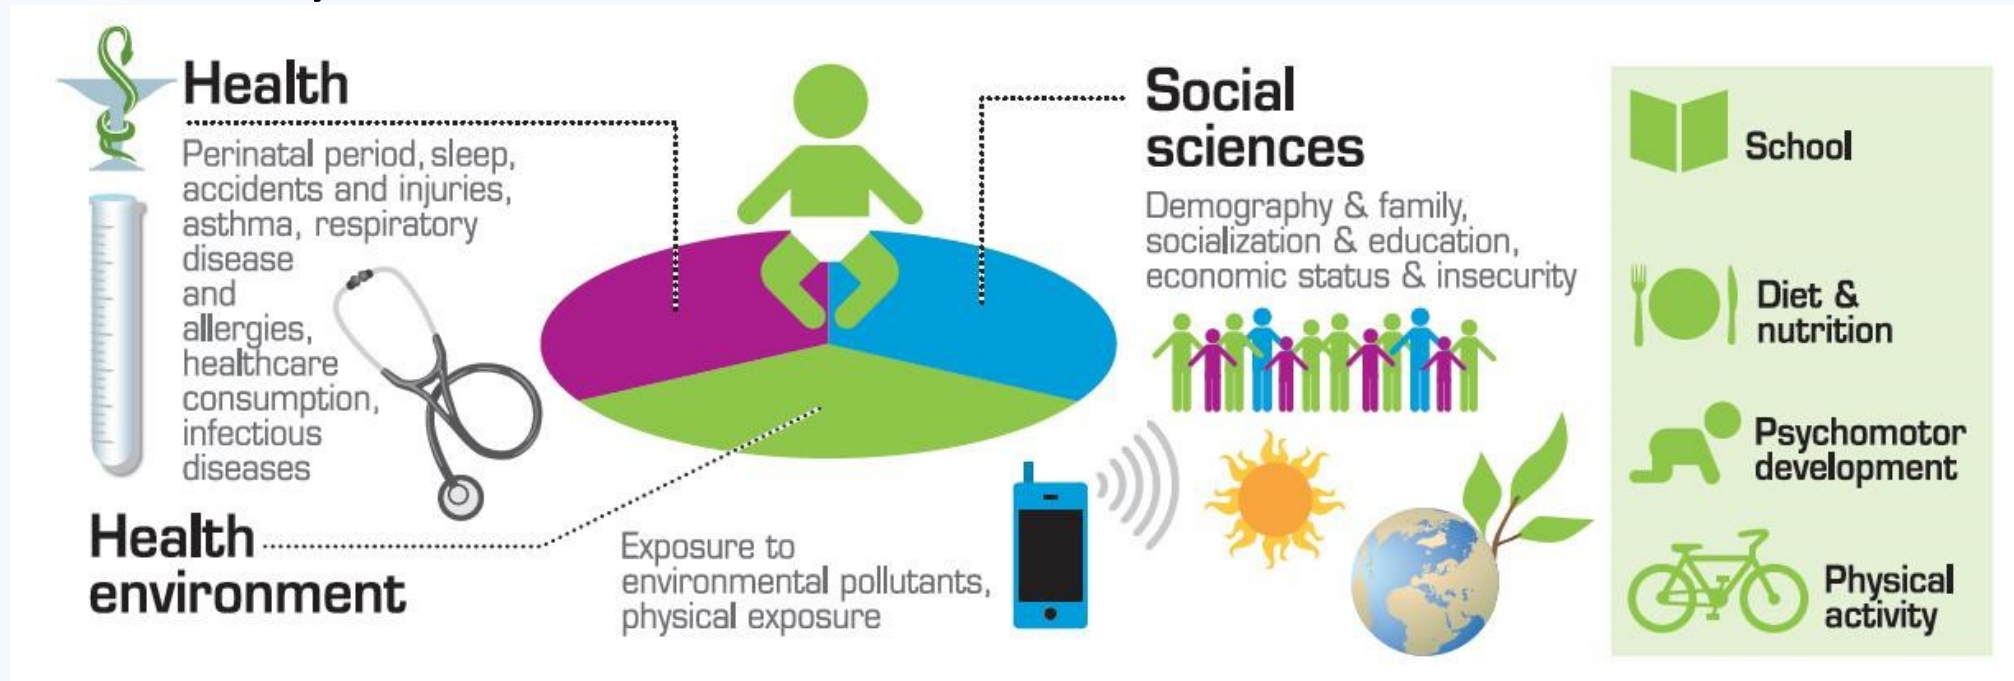 Health
Perinatal period, sleep,
accidents and injuries,
asthma, respiratory
disease
and
allergies,
healthcare
consumption,
infectious
diseases
Health
environment
Exposure to
environmental pollutants,
physical exposure
Social
sciences
Demography & family,
socialization & education,
economic status & insecurity
School
Diet &
nutrition
Psychomotor
development
Physical
activity